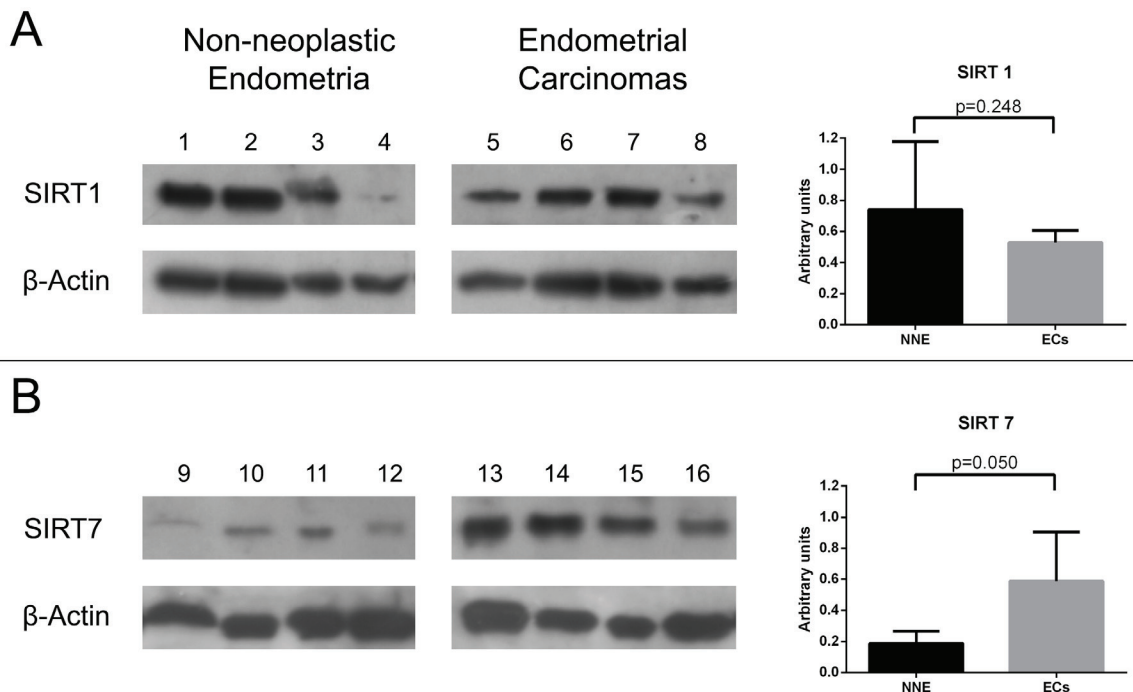 A
Non-neoplastic
Endometria
Endometrial
Carcinomas
1 2 3 4 5 6 7 8
SIRT1
β-Actin
SIRT 1
p=0.248
Arbitrary units
1.2
1.0
0.8
0.6
0.4
0.2
0.0
NNE ECs
B
9 10 11 12 13 14 15 16
SIRT7
β-Actin
SIRT 7
p=0.050
Arbitrary units
1.2
1.0
0.8
0.6
0.4
0.2
0.0
NNE ECs